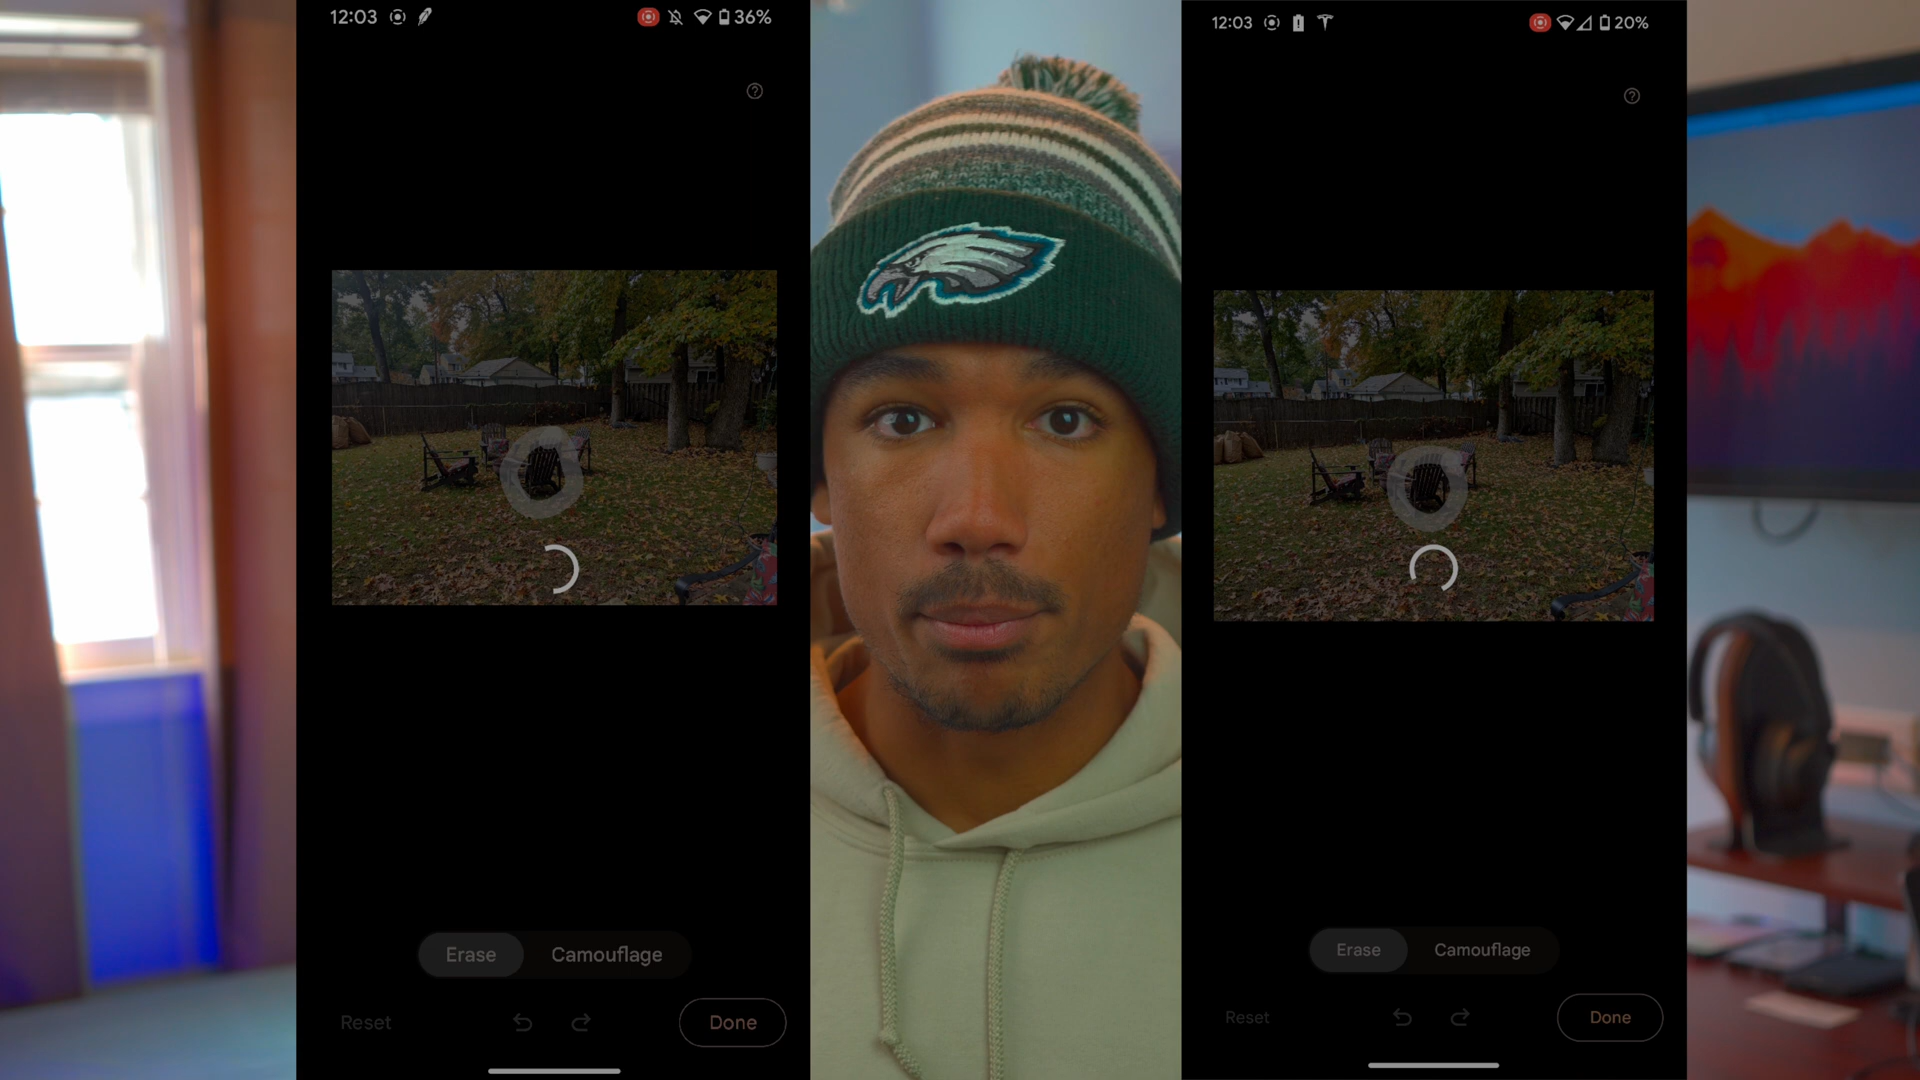 12:03
36%
Erase
Camouflage
Reset
Done
12:03
20%
Erase
Camouflage
Reset
Done